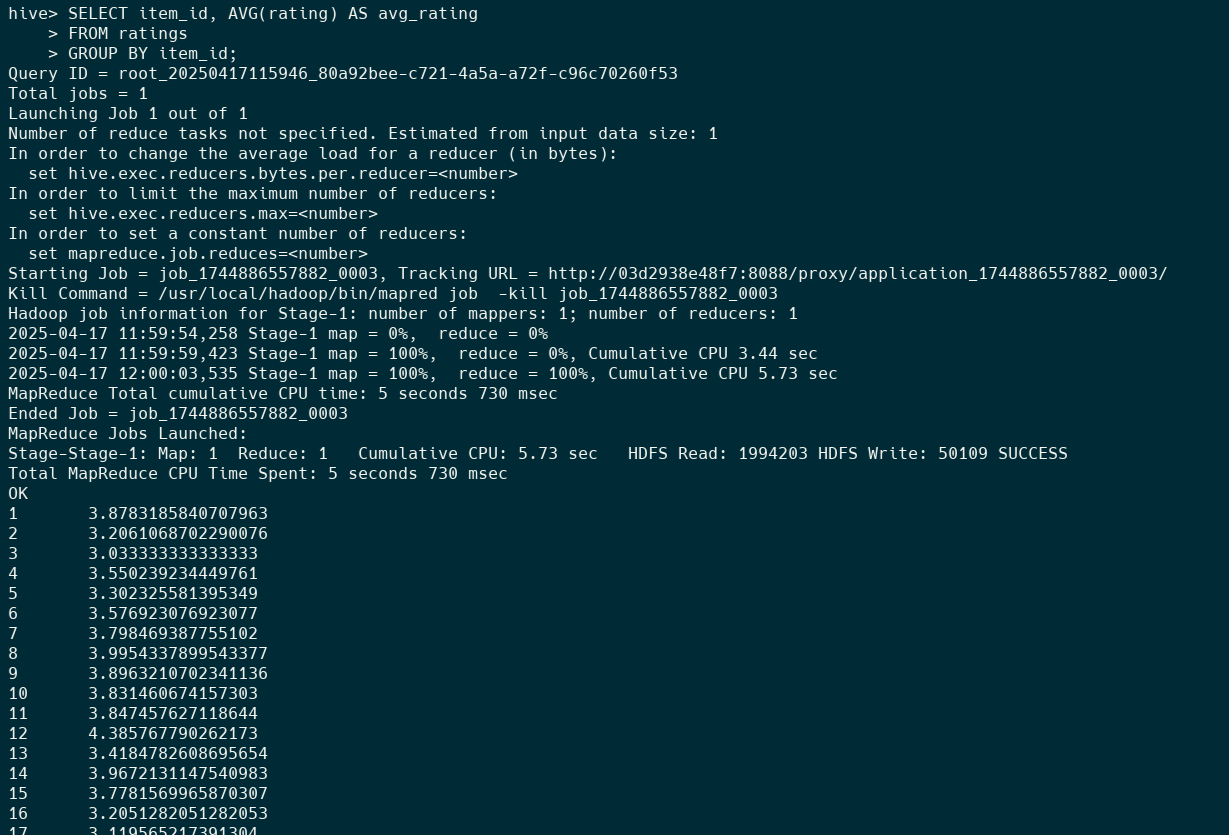 hive> SELECT item_id, AVG(rating) AS avg_rating
    > FROM ratings
    > GROUP BY item_id;
Query ID = root_20250417115946_80a92bee-c721-4a5a-a72f-c96c70260f53
Total jobs = 1
Launching Job 1 out of 1
Number of reduce tasks not specified. Estimated from input data size: 1
In order to change the average load for a reducer (in bytes):
  set hive.exec.reducers.bytes.per.reducer=<number>
In order to limit the maximum number of reducers:
  set hive.exec.reducers.max=<number>
In order to set a constant number of reducers:
  set mapreduce.job.reduces=<number>
Starting Job = job_1744886557882_0003, Tracking URL = http://03d2938e48f7:8088/proxy/application_1744886557882_0003/
Kill Command = /usr/local/hadoop/bin/mapred job  -kill job_1744886557882_0003
Hadoop job information for Stage-1: number of mappers: 1; number of reducers: 1
2025-04-17 11:59:54,258 Stage-1 map = 0%,  reduce = 0%
2025-04-17 11:59:59,423 Stage-1 map = 100%,  reduce = 0%, Cumulative CPU 3.44 sec
2025-04-17 12:00:03,535 Stage-1 map = 100%,  reduce = 100%, Cumulative CPU 5.73 sec
MapReduce Total cumulative CPU time: 5 seconds 730 msec
Ended Job = job_1744886557882_0003
MapReduce Jobs Launched:
Stage-Stage-1: Map: 1  Reduce: 1   Cumulative CPU: 5.73 sec   HDFS Read: 1994203 HDFS Write: 50109 SUCCESS
Total MapReduce CPU Time Spent: 5 seconds 730 msec
OK
1       3.8783185840707963
2       3.2061068702290076
3       3.033333333333333
4       3.550239234449761
5       3.302325581395349
6       3.576923076923077
7       3.798469387755102
8       3.9954337899543377
9       3.8963210702341136
10      3.831460674157303
11      3.847457627118644
12      4.385767790262173
13      3.4184782608695654
14      3.9672131147540983
15      3.7781569965870307
16      3.2051282051282053
17      3.119565217391304